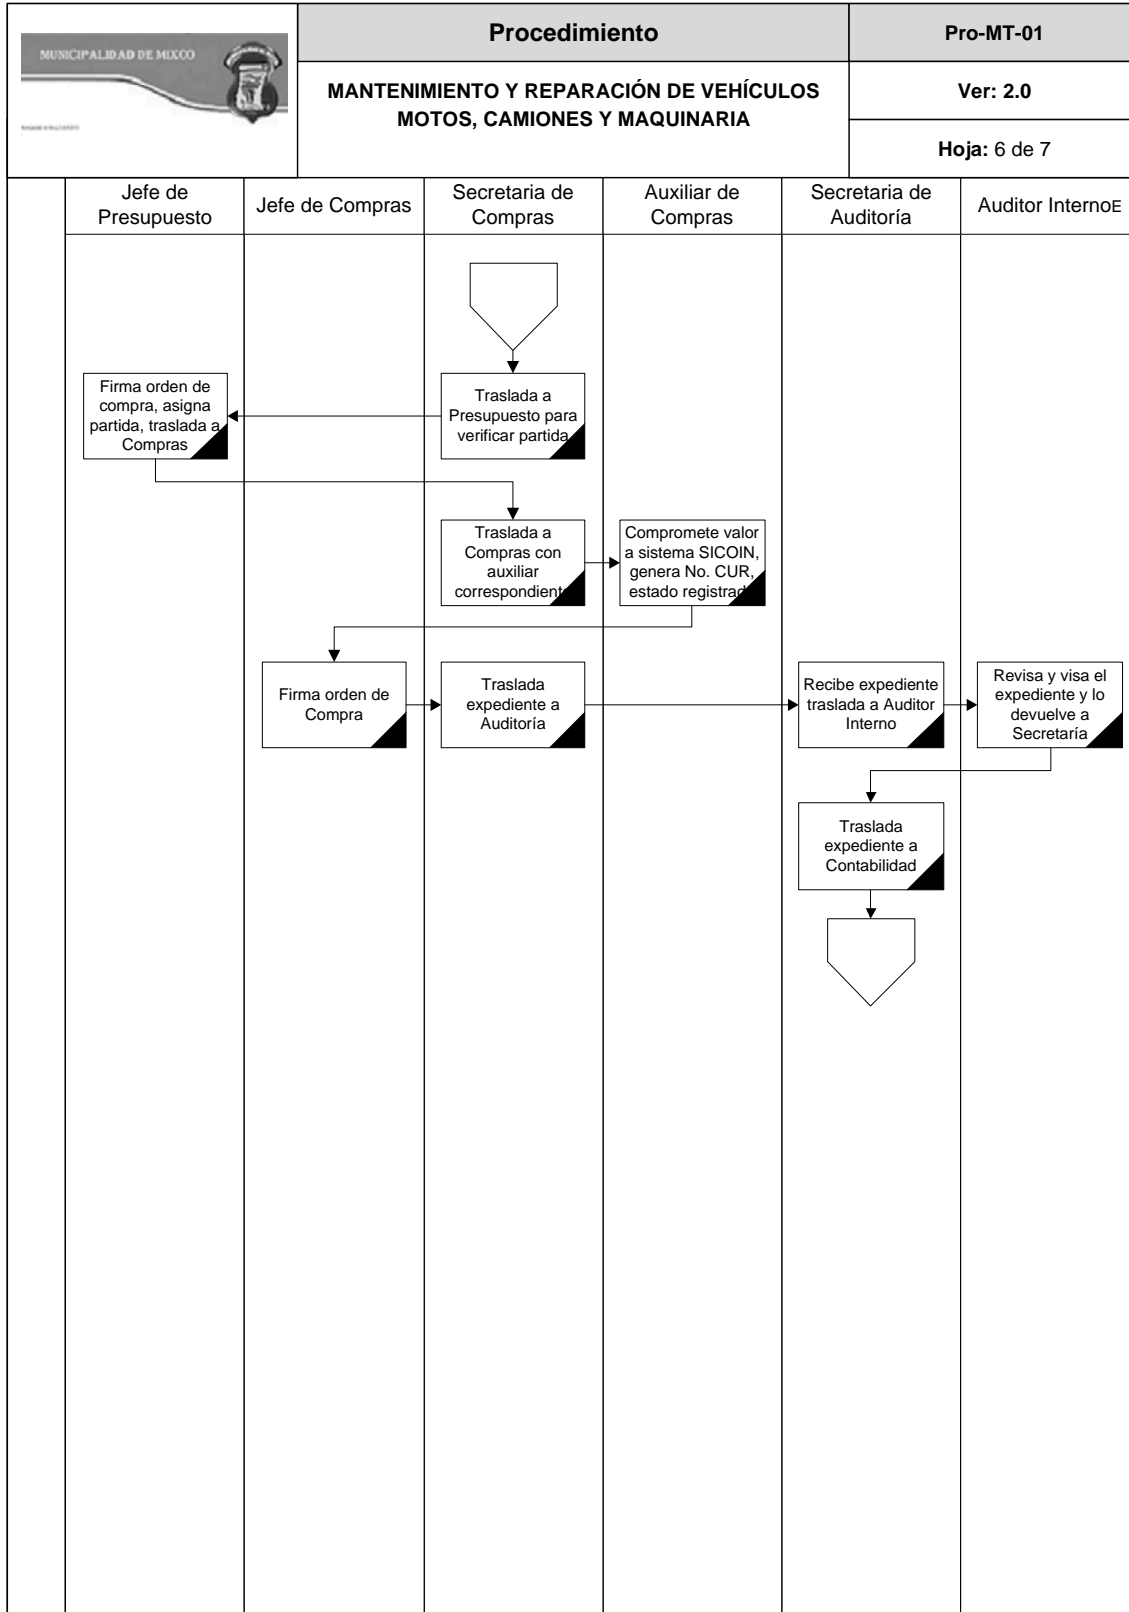 MUNICIPALIDAD DE MIXCO
Procedimiento
Pro-MT-01
MANTENIMIENTO Y REPARACIÓN DE VEHÍCULOS
MOTOS, CAMIONES Y MAQUINARIA
Ver: 2.0
Hoja: 6 de 7
Jefe de
Presupuesto
Jefe de Compras
Secretaria de
Compras
Auxiliar de
Compras
Secretaria de
Auditoría
Auditor InternoE
Firma orden de
compra, asigna
partida, traslada a
Compras
Traslada a
Presupuesto para
verificar partida
Traslada a
Compras con
auxiliar
correspondiente
Compromete valor
a sistema SICOIN,
genera No. CUR,
estado registrado
Firma orden de
Compra
Traslada
expediente a
Auditoría
Recibe expediente
traslada a Auditor
Interno
Revisa y visa el
expediente y lo
devuelve a
Secretaría
Traslada
expediente a
Contabilidad